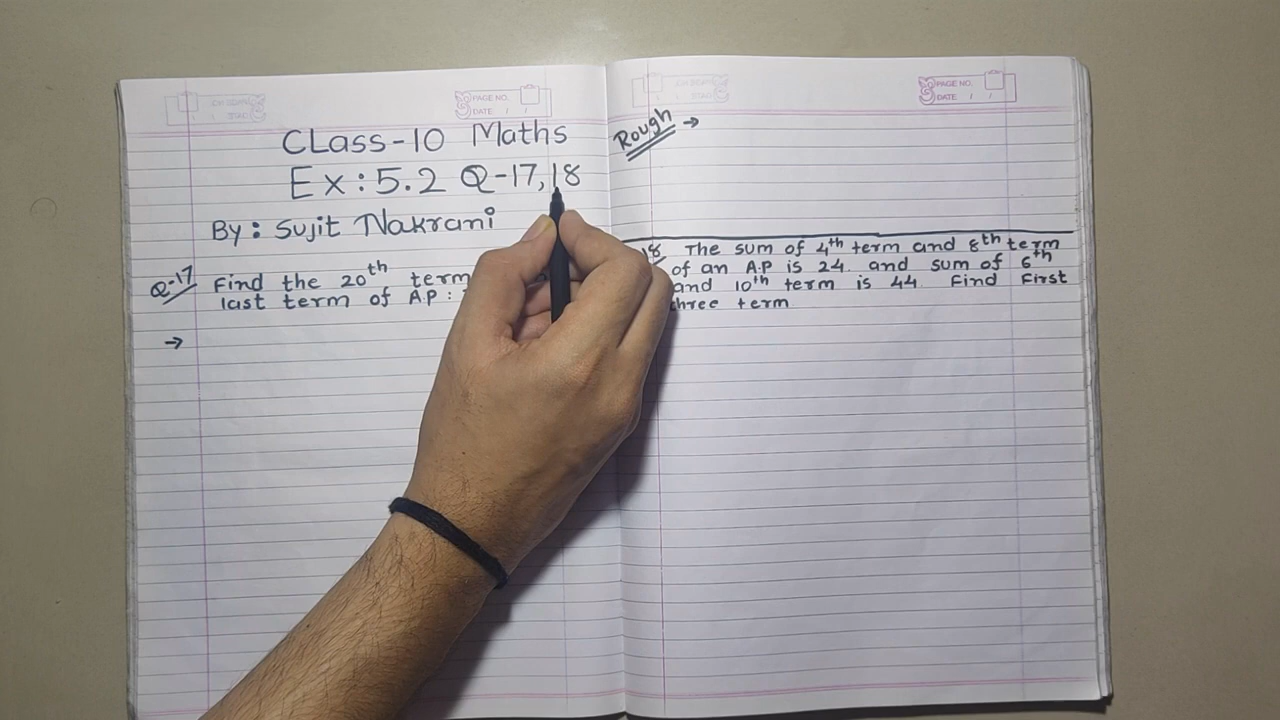 PAGE NO.
DATE / /
CLass-10 Maths
Ex: 5.2 Q-17,18
By: Sujit Nakrani
Q-17 Find the 20th term
last term of A.P :
→
PAGE NO.
DATE / /
Rough →
18 The sum of 4th term and 8th term
of an A.P is 24. and sum of 6th
and 10th term is 44. Find First
three term